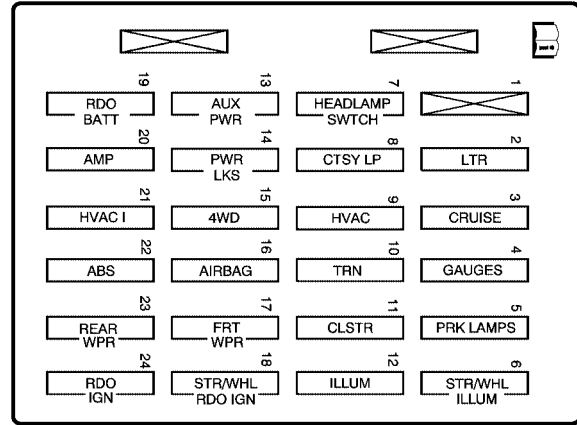 19 13 7 1
RDO BATT AUX PWR HEADLAMP SWTCH
20 14 8 2
AMP PWR LKS CTSY LP LTR
21 15 9 3
HVAC I 4WD HVAC CRUISE
22 16 10 4
ABS AIRBAG TRN GAUGES
23 17 11 5
REAR WPR FRT WPR CLSTR PRK LAMPS
24 18 12 6
RDO IGN STR/WHL RDO IGN ILLUM STR/WHL ILLUM